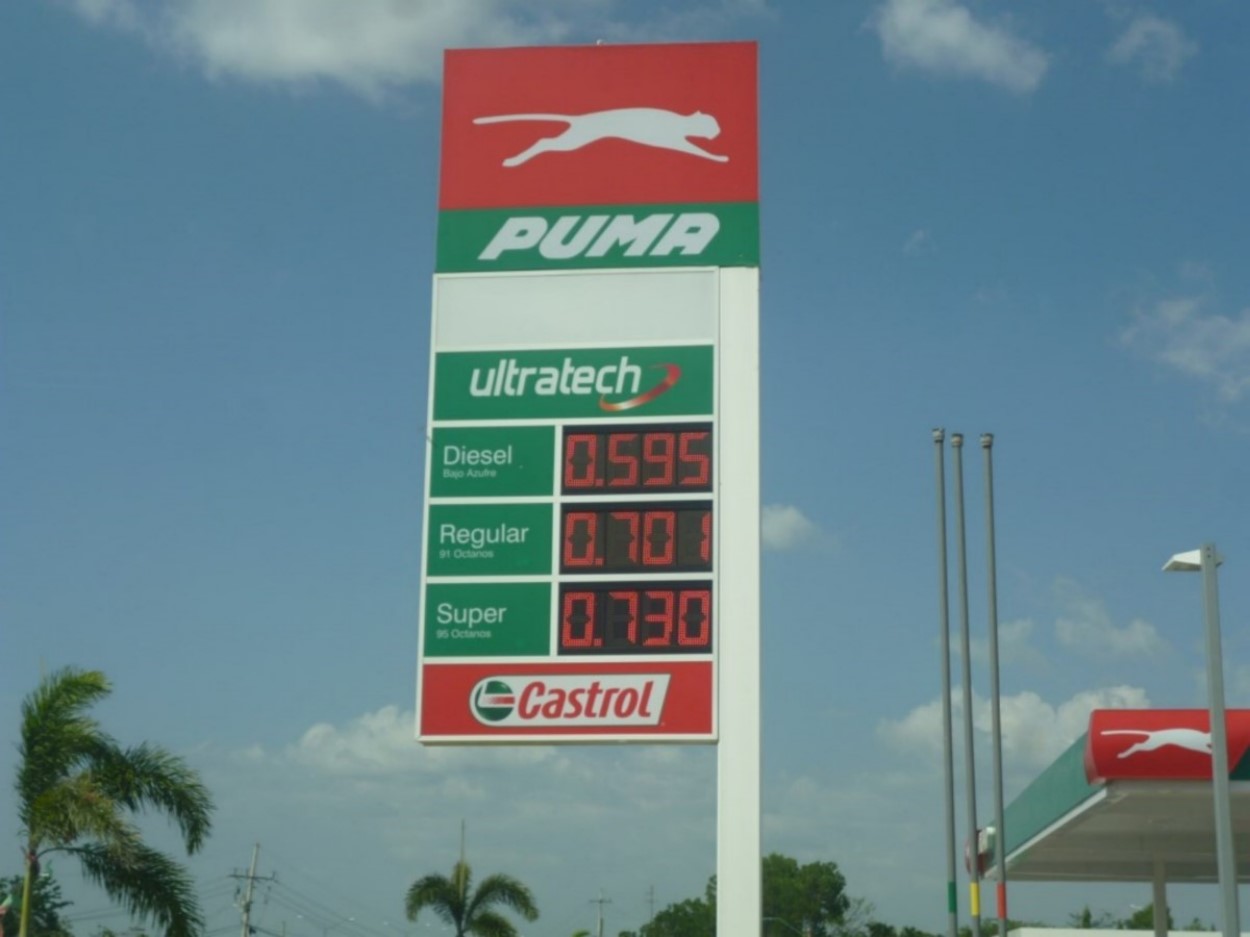 PUMA
ultratech
Diesel
Bajo Azufre
0.595
Regular
91 Octanos
0.701
Super
95 Octanos
0.730
Castrol